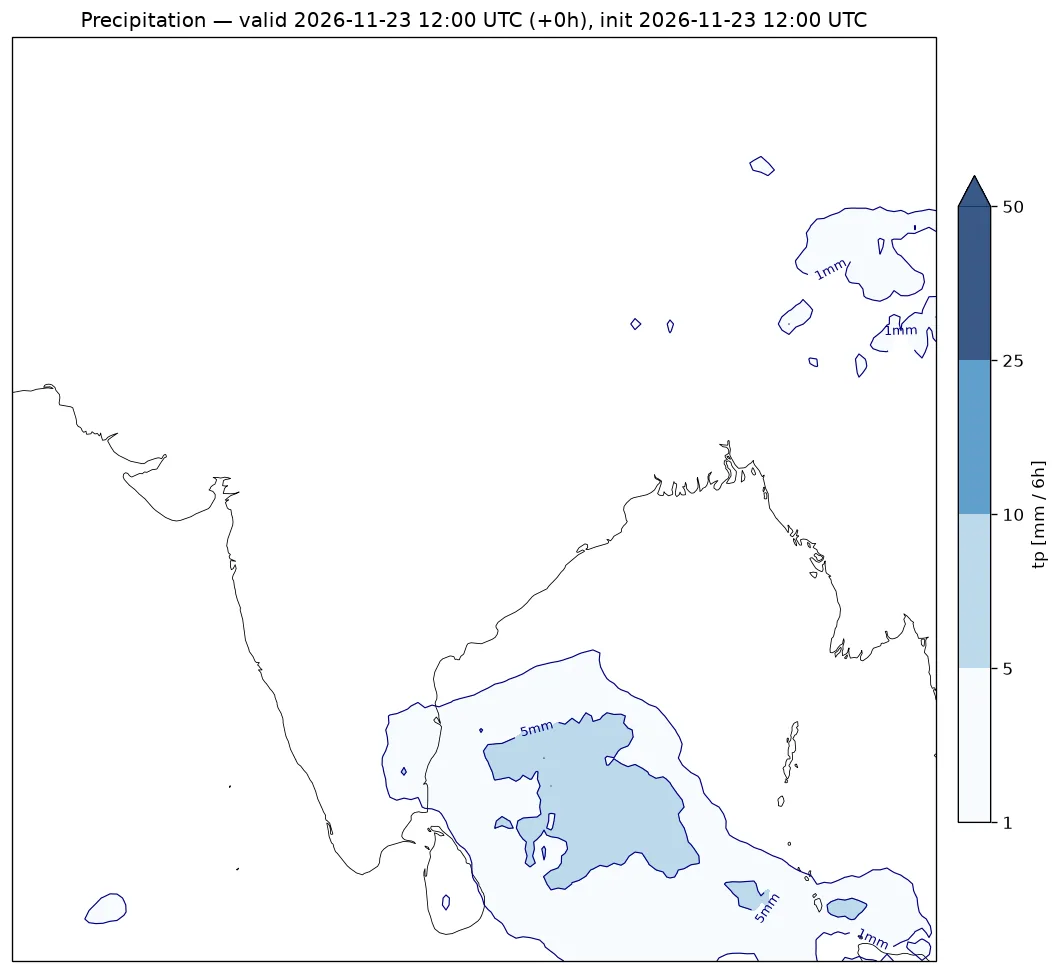 Precipitation — valid 2026-11-23 12:00 UTC (+0h), init 2026-11-23 12:00 UTC
50
1mm
1mm
25
tp [mm / 6h]
10
5
5mm
1
5mm
1mm